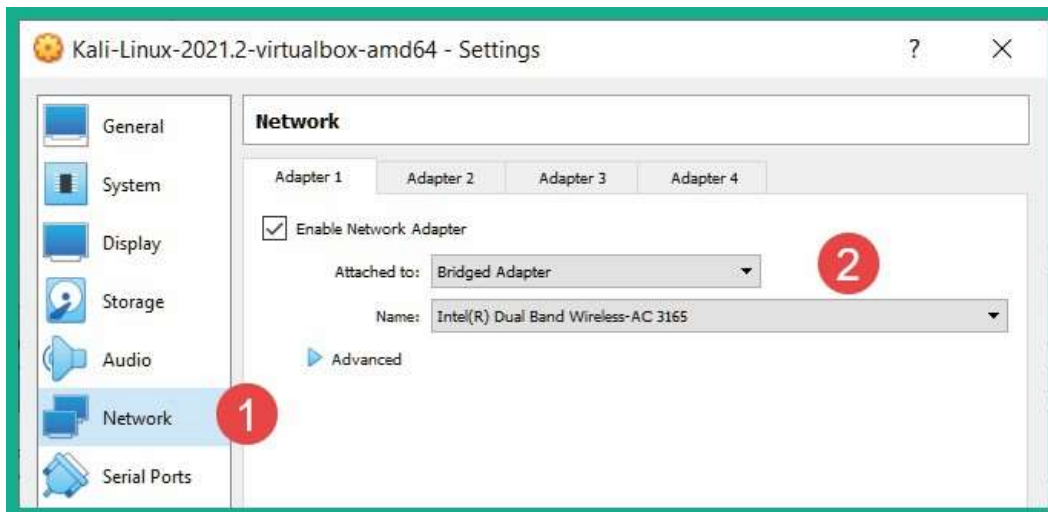 Kali-Linux-2021.2-virtualbox-amd64 - Settings ? ×
General
System
Display
Storage
Audio
Network
1
Serial Ports
Network
Adapter 1 Adapter 2 Adapter 3 Adapter 4
Enable Network Adapter
Attached to: Bridged Adapter
2
Name: Intel(R) Dual Band Wireless-AC 3165
Advanced